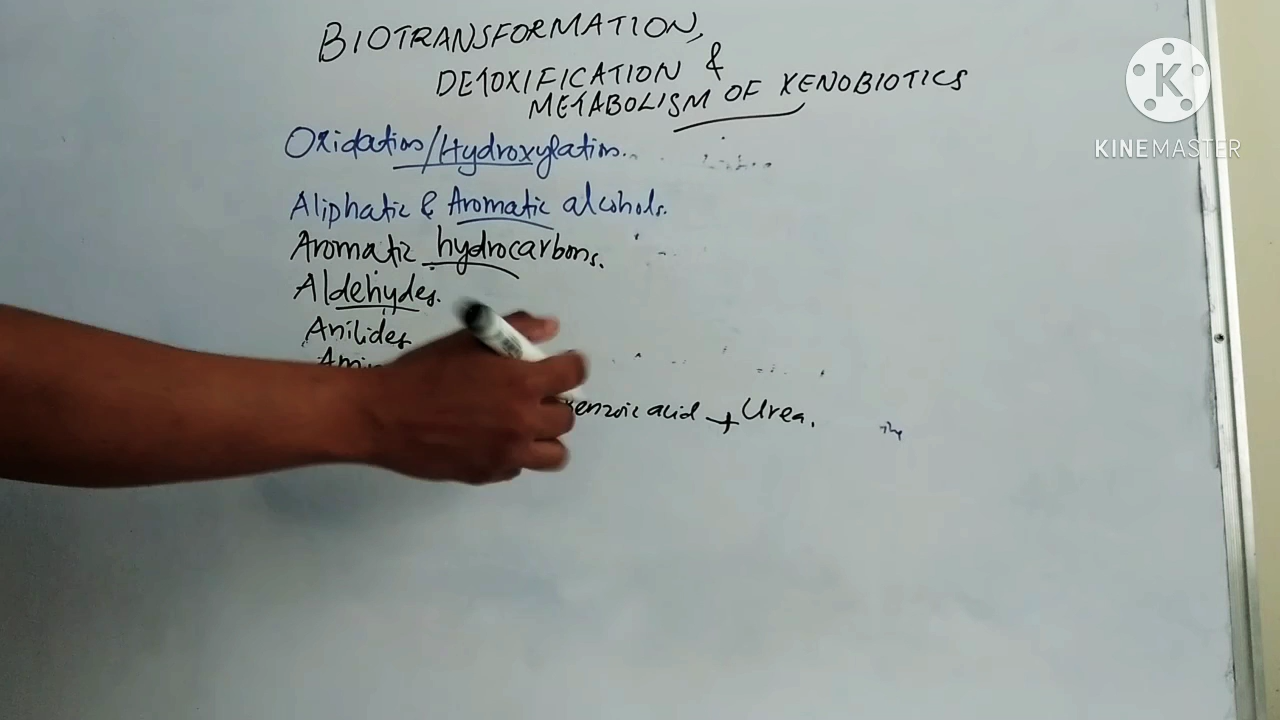 BIOTRANSFORMATION,
DETOXIFICATION &
METABOLISM OF XENOBIOTICS
Oxidation/Hydroxylation.
Aliphatic & Aromatic alcohols.
Aromatic hydrocarbons.
Aldehydes.
Anilides
acid + Urea.
K
KINEMASTER